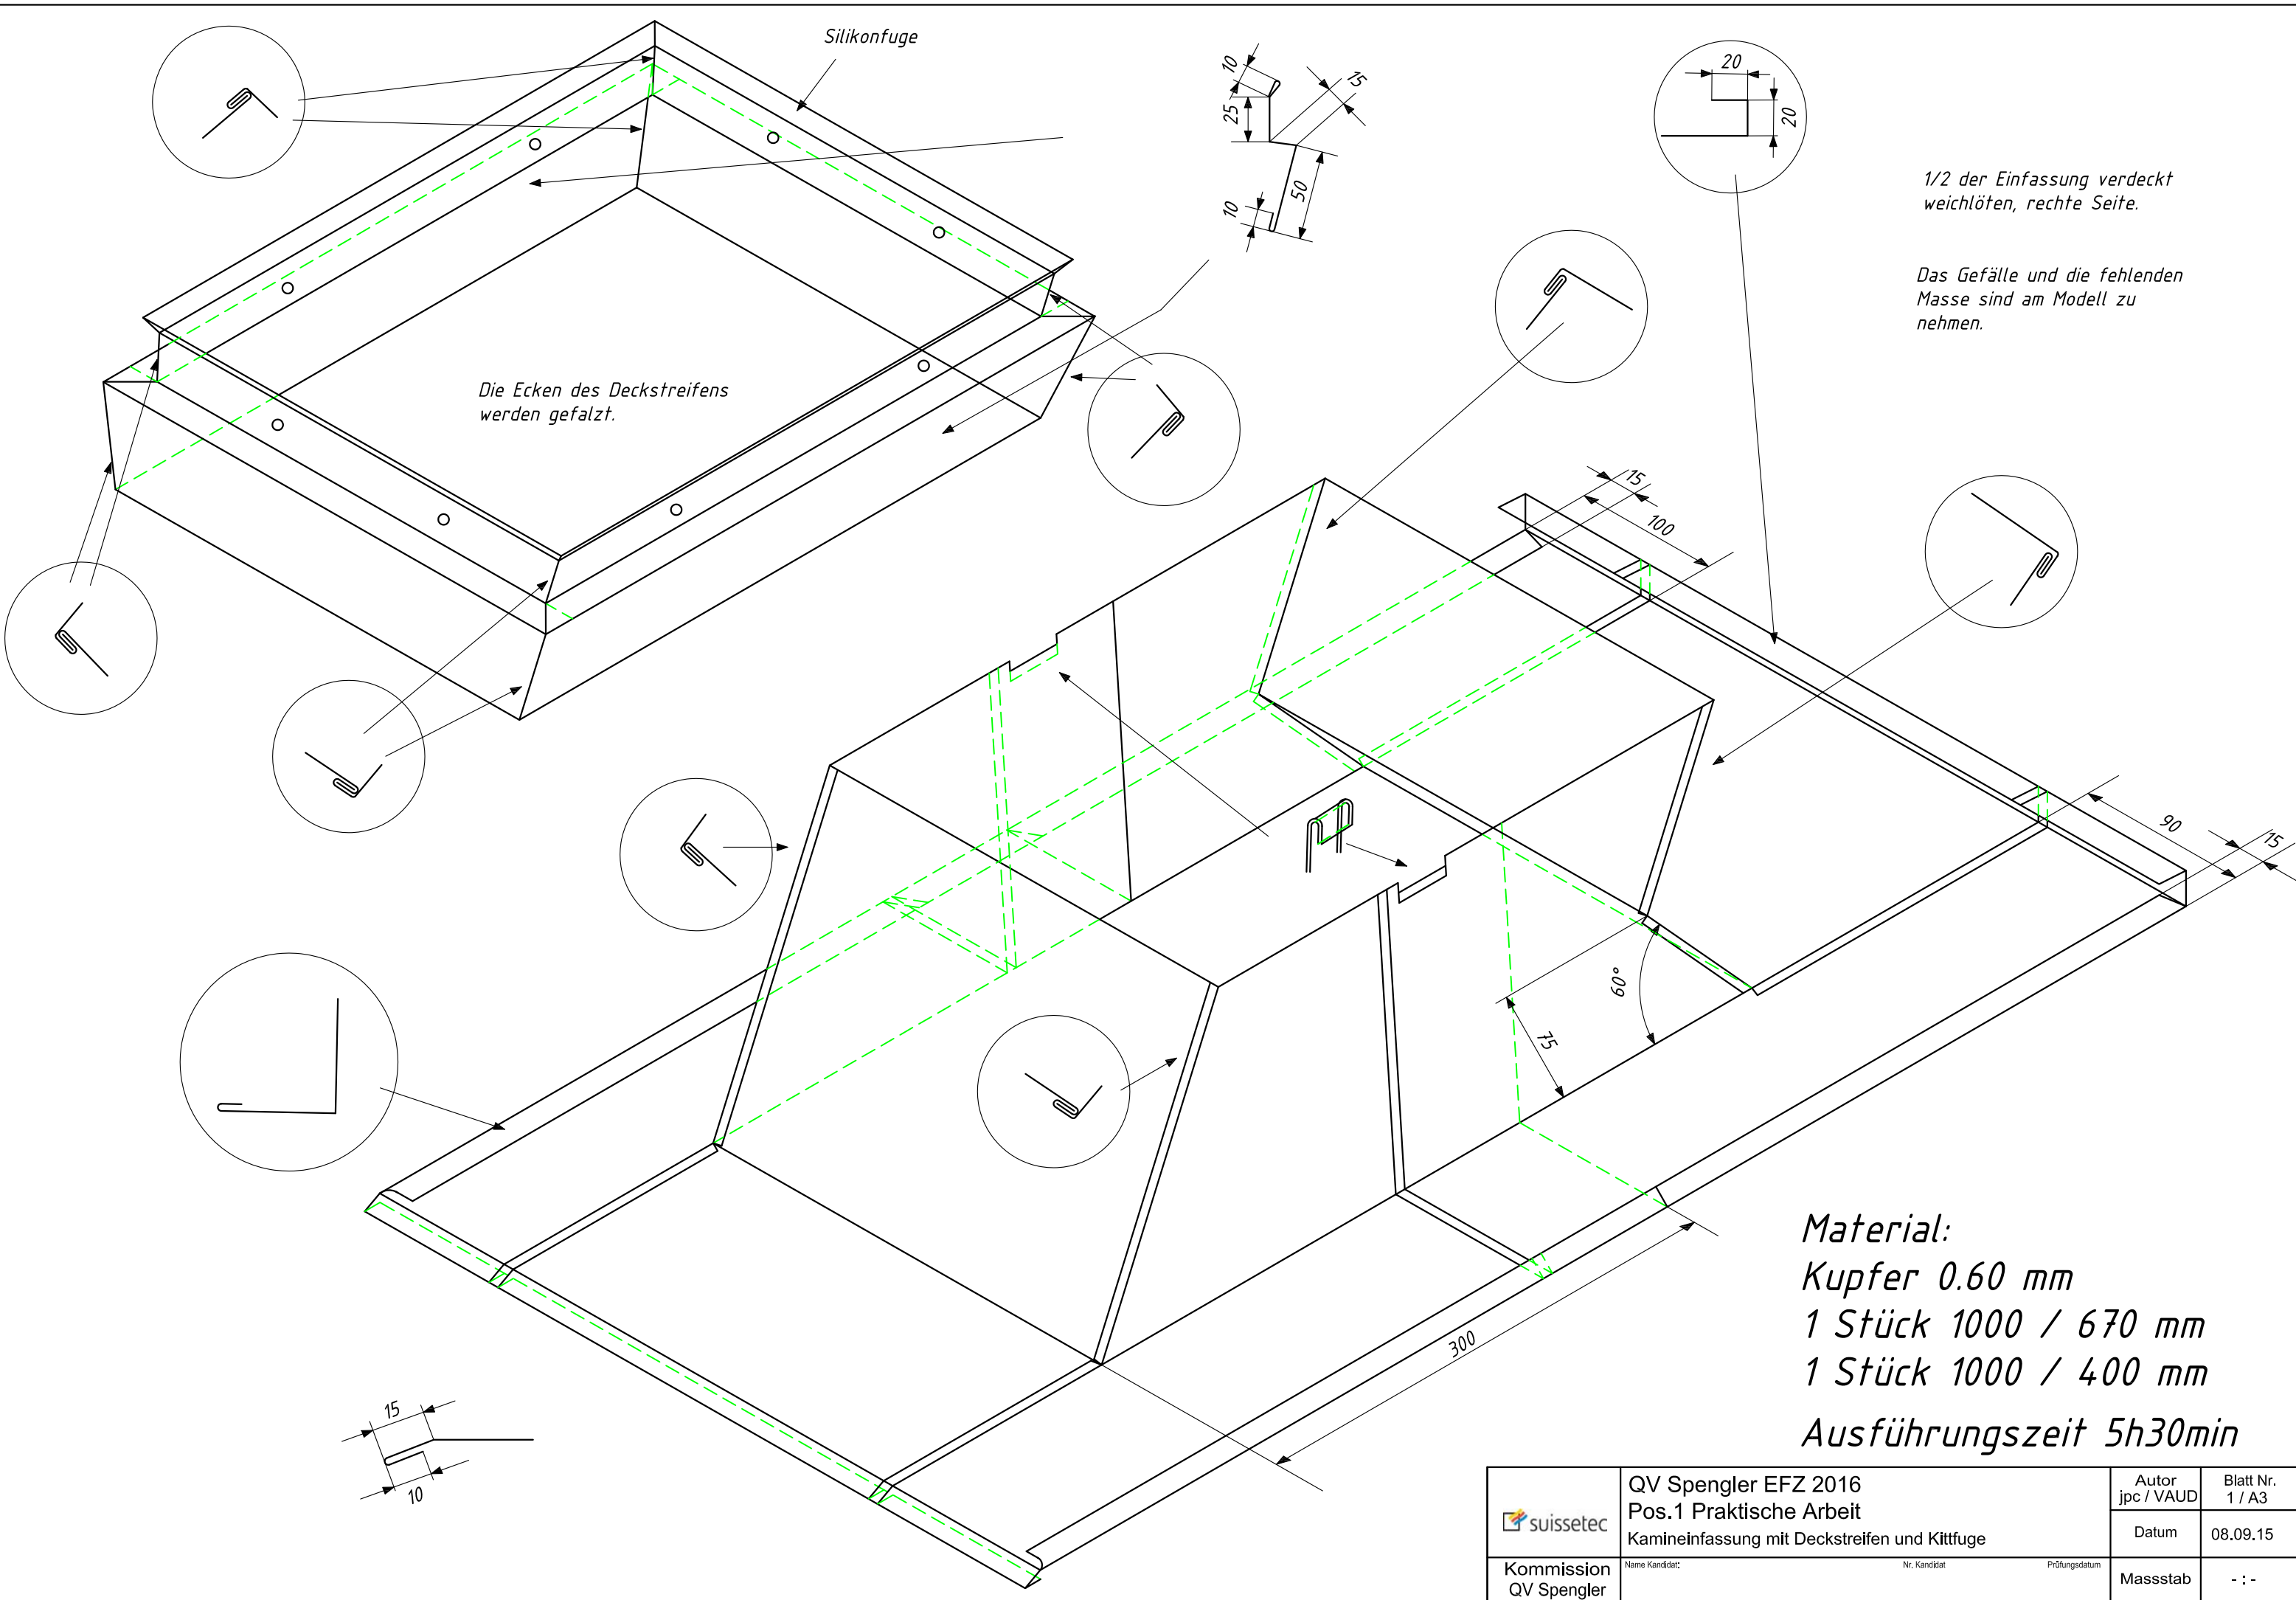 Silikonfuge
10
25
15
50
10
20
20
1/2 der Einfassung verdeckt
weichlöten, rechte Seite.
Das Gefälle und die fehlenden
Masse sind am Modell zu
nehmen.
Die Ecken des Deckstreifens
werden gefalzt.
15
100
90
15
60°
75
300
15
10
Material:
Kupfer 0.60 mm
1 Stück 1000 / 670 mm
1 Stück 1000 / 400 mm
Ausführungszeit 5h30min
suissetec
QV Spengler EFZ 2016
Pos.1 Praktische Arbeit
Kamineinfassung mit Deckstreifen und Kittfuge
Autor
jpc / VAUD
Blatt Nr.
1 / A3
Datum
08.09.15
Kommission
QV Spengler
Name Kandidat:
Nr. Kandidat
Prüfungsdatum
Massstab
- : -